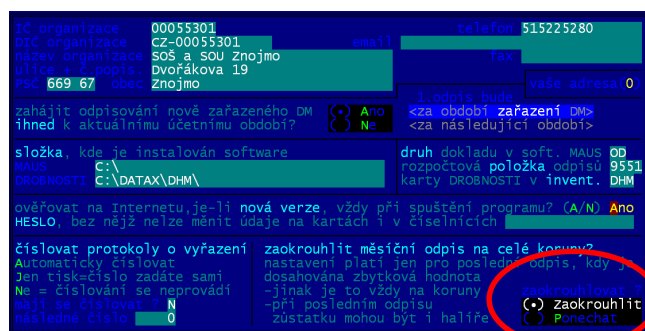 IČ organizace 00055301 telefon 515225280
DIČ organizace CZ-00055301 email
název organizace SOŠ a SOU Znojmo fax
ulice a č.popis. Dvořákova 19
PSČ 669 67 obec Znojmo vaše adresa(0)
1.odpis bude
zahájit odpisování nově zařazeného DM (•) Ano <za období zařazení DM>
ihned k aktuálnímu účetnímu období? ( ) Ne <za následující období>
složka, kde je instalován software druh dokladu v soft. MAUS OD
MAUS C:\ rozpočtová položka odpisů 9551
DROBNOSTI C:\DATAX\DHM\ karty DROBNOSTI v invent. DHM
ověřovat na Internetu,je-li nová verze, vždy při spuštění programu? (A/N) Ano
HESLO, bez nějž nelze měnit údaje na kartách i v číselnících
číslovat protokoly o vyřazení zaokrouhlit měsíční odpis na celé koruny?
Automaticky číslovat nastavení platí jen pro poslední odpis, kdy je
Jen tisk=číslo zadáte sami dosahována zbytková hodnota
Ne = číslování se neprovádí -jinak je to vždy na koruny zaokrouhlovat ?
mají se číslovat ? N -při posledním odpisu (•) Zaokrouhlit
následné číslo 0 zůstatku mohou být i halíře ( ) Ponechat